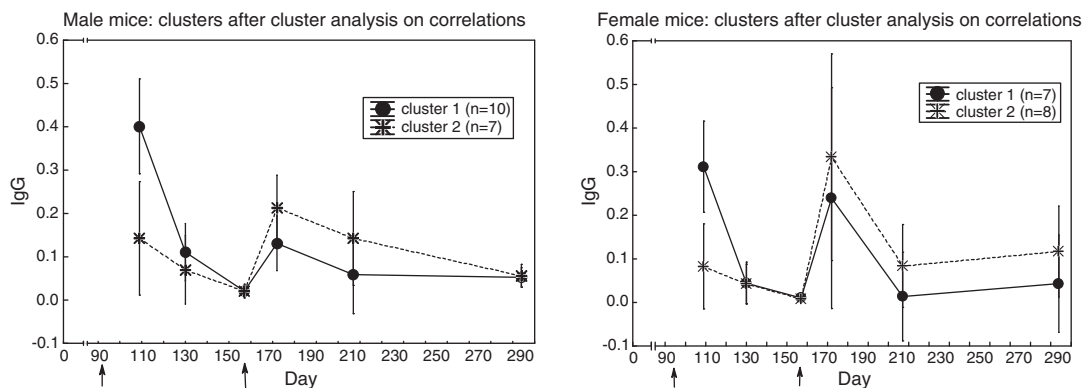 Male mice: clusters after cluster analysis on correlations
0.6
0.5
0.4
0.3
0.2
0.1
0.0
-0.1
IgG
cluster 1 (n=10)
cluster 2 (n=7)
0 90 110 130 150 170 190 210 230 250 270 290
Day
Female mice: clusters after cluster analysis on correlations
0.6
0.5
0.4
0.3
0.2
0.1
0.0
-0.1
IgG
cluster 1 (n=7)
cluster 2 (n=8)
0 90 110 130 150 170 190 210 230 250 270 290
Day